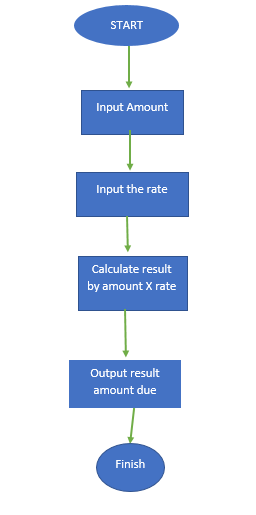 START
Input Amount
Input the rate
Calculate result
by amount X rate
Output result
amount due
Finish